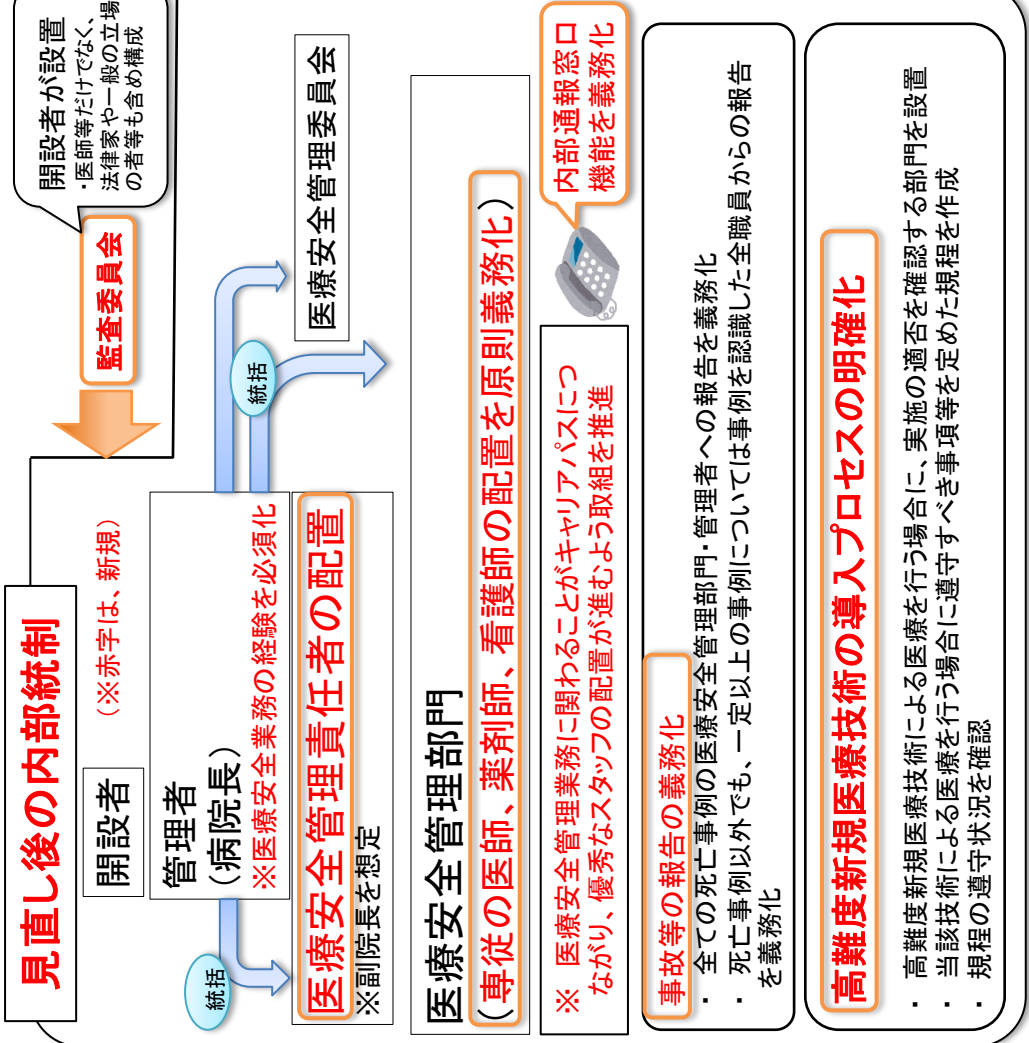 見直し後の内部統制
(※赤字は、新規)
開設者が設置
・医師等だけでなく、
法律家や一般の立場
の者等も含め構成
監査委員会
開設者
管理者
(病院長)
※医療安全業務の経験を必須化
統括
統括
医療安全管理責任者の配置
※副院長を想定
医療安全管理委員会
医療安全管理部門
(専従の医師、薬剤師、看護師の配置を原則義務化)
※ 医療安全管理業務に関わることがキャリアパスにつ
ながり、優秀なスタッフの配置が進むよう取組を推進
内部通報窓口
機能を義務化
事故等の報告の義務化
・ 全ての死亡事例の医療安全管理部門・管理者への報告を義務化
・ 死亡事例以外でも、一定以上の事例については事例を認識した全職員からの報告
を義務化
高難度新規医療技術の導入プロセスの明確化
・ 高難度新規医療技術による医療を行う場合に、実施の適否を確認する部門を設置
・ 当該技術による医療を行う場合に遵守すべき事項等を定めた規程を作成
・ 規程の遵守状況を確認